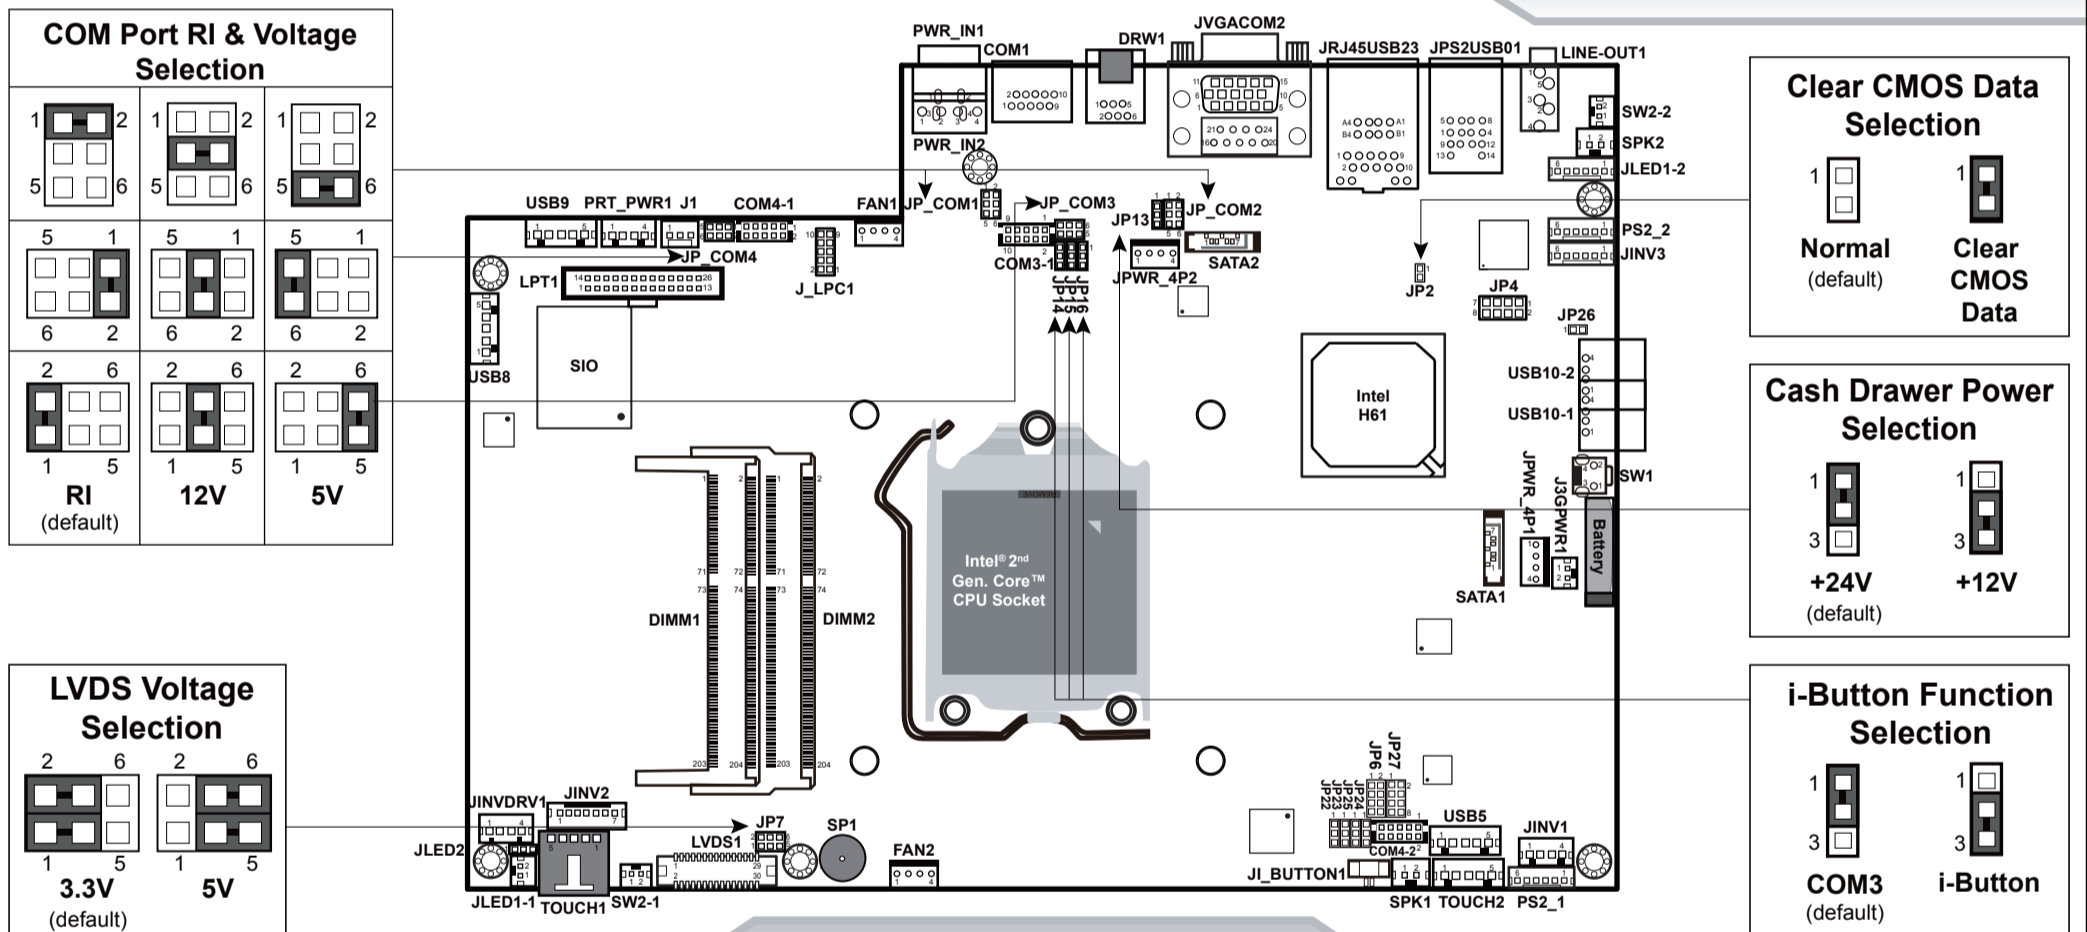 COM Port RI & Voltage
Selection
1 2 2 2
5 6 5 6 5 6
5 1 5 1 5 1
6 2 6 2 6 2
2 6 2 6 2 6
1 5 1 5 1 5
RI 12V 5V
(default)
LVDS Voltage
Selection
2 6 2 6
1 5 1 5
3.3V 5V
(default)
PWR_IN1
COM1
DRW1
JVGACOM2
JRJ45USB23
JPS2USB01
LINE-OUT1
PWR_IN2
SW2-2
SPK2
JLED1-2
PS2_2
JINV3
USB9
PRT_PWR1
J1
COM4-1
FAN1
JP_COM1
JP_COM3
JP13
JP_COM2
JP_COM4
LPT1
J_LPC1
COM3-1
JPWR_4P2
SATA2
JP2
JP4
JP26
JP14
JP15
JP16
USB8
SIO
Intel
H61
USB10-2
USB10-1
SW1
JPWR_4P1
J3GPWR1
Battery
SATA1
REMOVE
Intel® 2nd
Gen. Core™
CPU Socket
DIMM1
DIMM2
JINVDRV1
JINV2
JP7
SP1
LVDS1
JLED2
JLED1-1
TOUCH1
SW2-1
FAN2
JP6
JP27
JP22
JP23
JP25
JP24
COM4-2
USB5
JINV1
JI_BUTTON1
SPK1
TOUCH2
PS2_1
Clear CMOS Data
Selection
1 1
Normal
(default)
Clear
CMOS
Data
Cash Drawer Power
Selection
1 1
3 3
+24V +12V
(default)
i-Button Function
Selection
1 1
3 3
COM3 i-Button
(default)